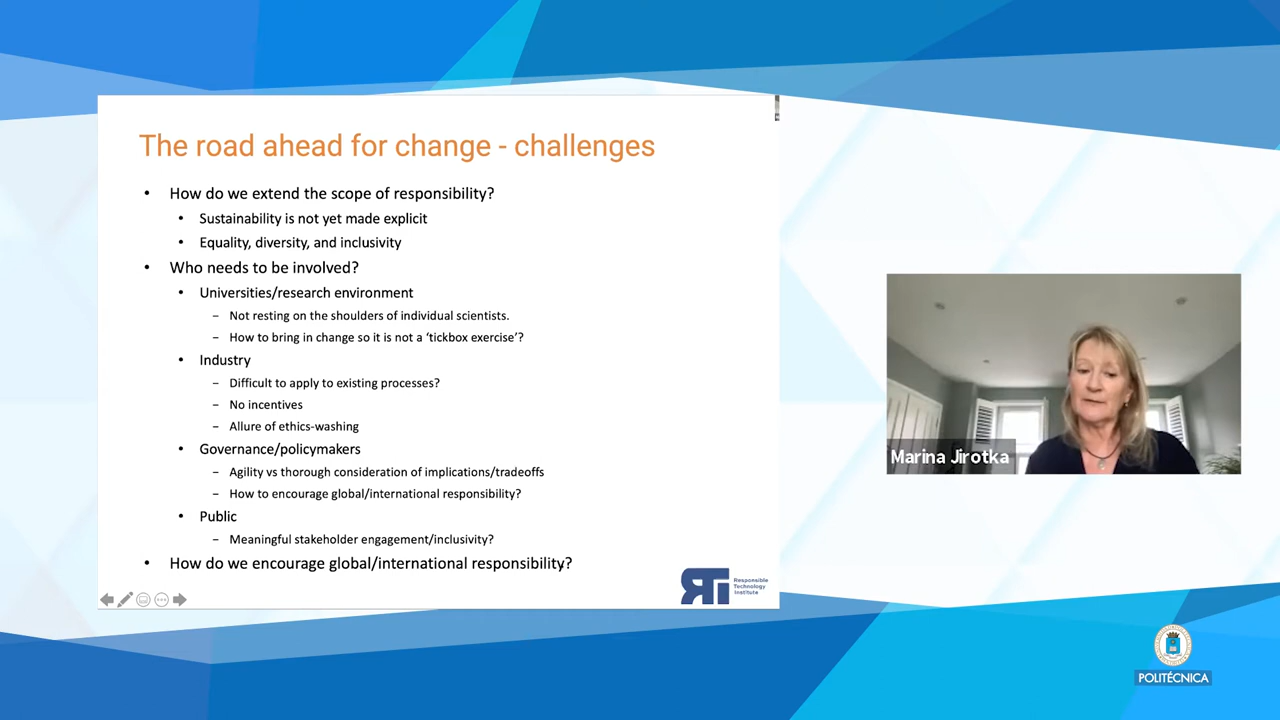 The road ahead for change - challenges
• How do we extend the scope of responsibility?
• Sustainability is not yet made explicit
• Equality, diversity, and inclusivity
• Who needs to be involved?
• Universities/research environment
– Not resting on the shoulders of individual scientists.
– How to bring in change so it is not a ‘tickbox exercise’?
• Industry
– Difficult to apply to existing processes?
– No incentives
– Allure of ethics-washing
• Governance/policymakers
– Agility vs thorough consideration of implications/tradeoffs
– How to encourage global/international responsibility?
• Public
– Meaningful stakeholder engagement/inclusivity?
• How do we encourage global/international responsibility?
RTI
Responsible
Technology
Institute
Marina Jirotka
POLITÉCNICA